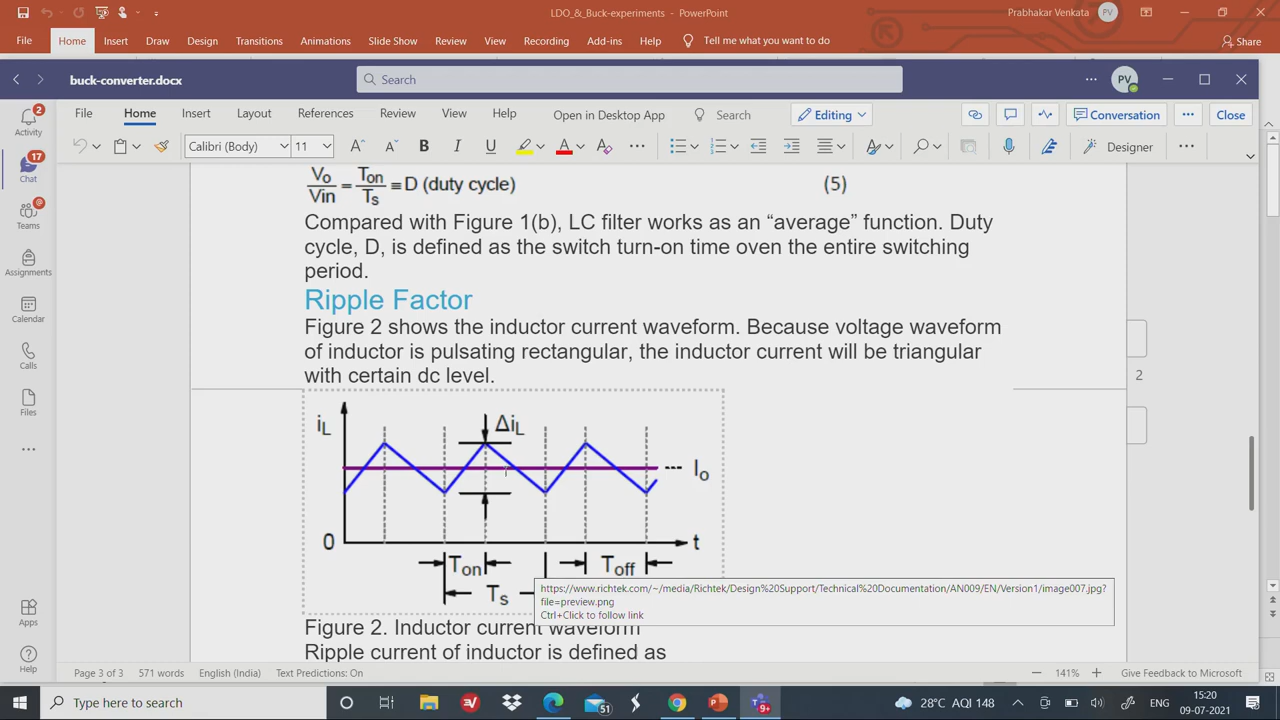 LDO_&_Buck-experiments - PowerPoint
Prabhakar Venkata PV
File Home Insert Draw Design Transitions Animations Slide Show Review View Recording Add-ins Help Tell me what you want to do Share
buck-converter.docx Search PV
File Home Insert Layout References Review View Help Open in Desktop App Search Editing Conversation Close
Calibri (Body) 11 A A B I U A A Designer
Activity 2
Chat 17
Teams
Assignments
Calendar
Calls
Files
Apps
Help
Vo/Vin = Ton/Ts ≡ D (duty cycle) (5)
Compared with Figure 1(b), LC filter works as an “average” function. Duty
cycle, D, is defined as the switch turn-on time oven the entire switching
period.
Ripple Factor
Figure 2 shows the inductor current waveform. Because voltage waveform
of inductor is pulsating rectangular, the inductor current will be triangular
with certain dc level.
2
iL ΔiL
Io
0 t
Ton Toff
Ts
https://www.richtek.com/~/media/Richtek/Design%20Support/Technical%20Documentation/AN009/EN/Version1/image007.jpg?
file=preview.png
Ctrl+Click to follow link
Figure 2. Inductor current waveform
Ripple current of inductor is defined as
Page 3 of 3 571 words English (India) Text Predictions: On 141% Give Feedback to Microsoft
Type here to search 51 9+ 28°C AQI 148 ENG 15:20
09-07-2021